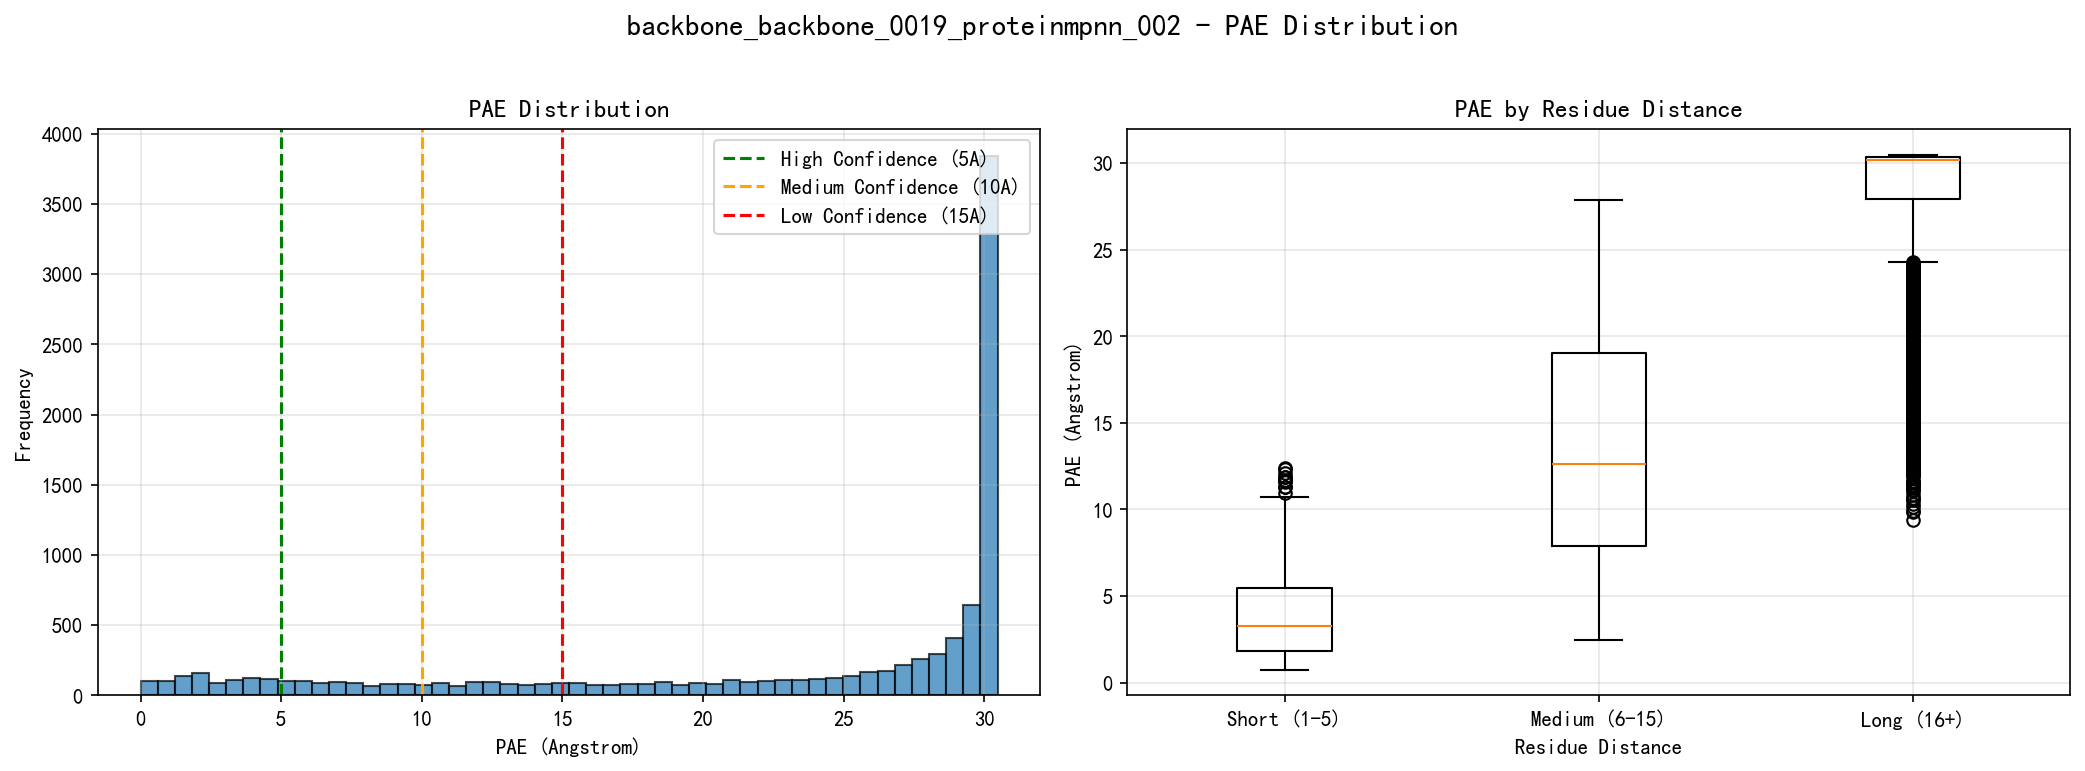 backbone_backbone_0019_proteinmpnn_002 - PAE Distribution
PAE Distribution
4000
3500
3000
2500
2000
1500
1000
500
0
Frequency
0 5 10 15 20 25 30
PAE (Angstrom)
High Confidence (5A)
Medium Confidence (10A)
Low Confidence (15A)
PAE by Residue Distance
30
25
20
15
10
5
0
PAE (Angstrom)
Short (1-5) Medium (6-15) Long (16+)
Residue Distance